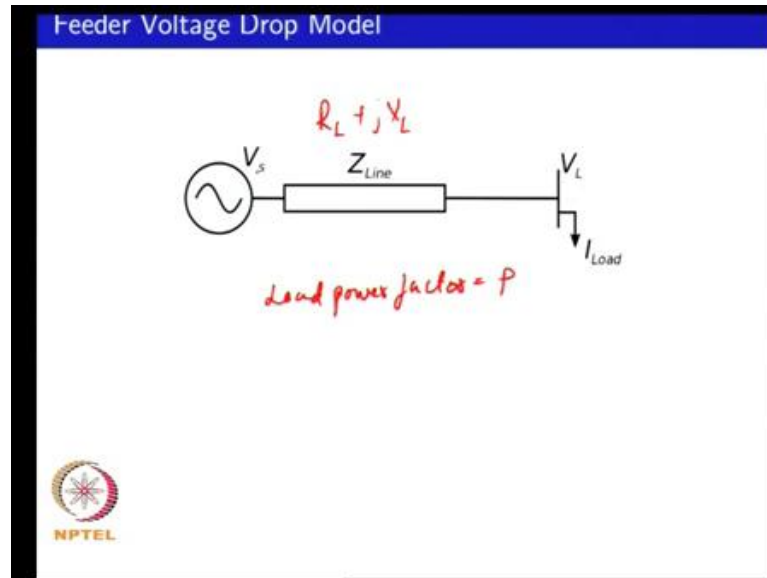 Feeder Voltage Drop Model
R_L + j X_L
V_s Z_Line V_L
I_Load
Load power factor = P
NPTEL